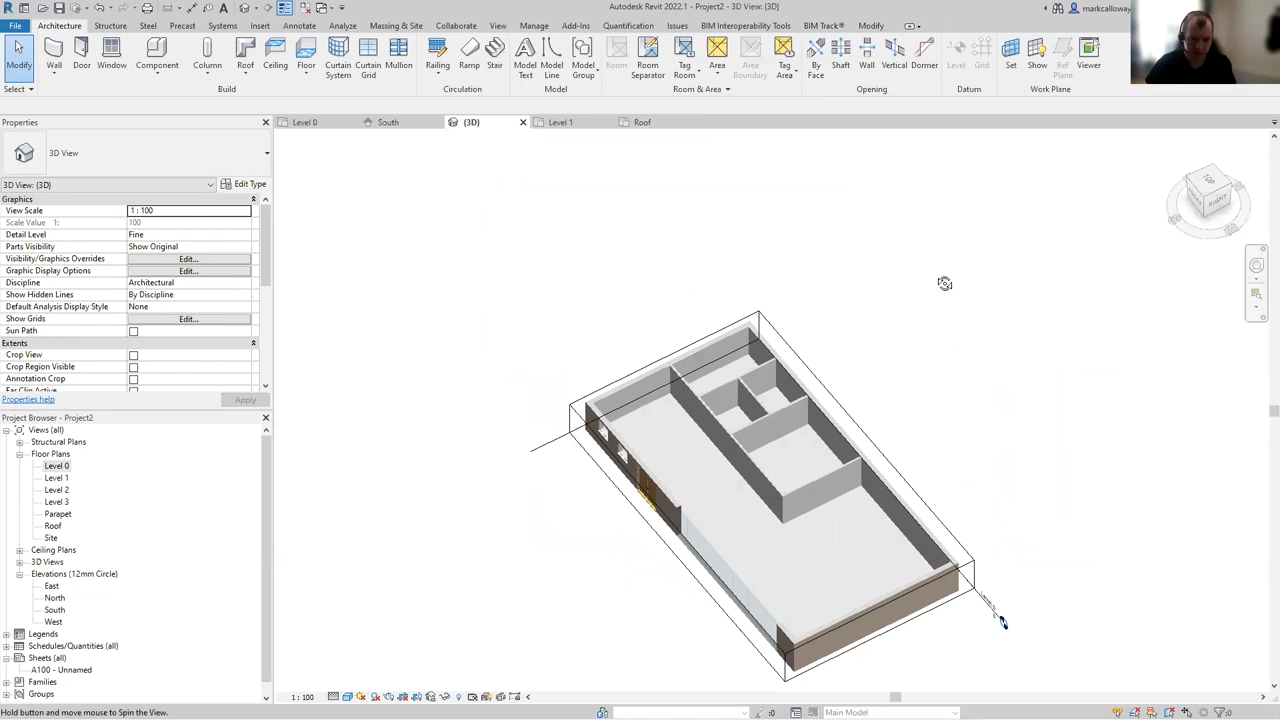 Autodesk Revit 2022.1 - Project2 - 3D View: {3D}
markcalloway
File Architecture Structure Steel Precast Systems Insert Annotate Analyze Massing & Site Collaborate View Manage Add-Ins Quantification Issues BIM Interoperability Tools BIM Track® Modify
Modify Wall Door Window Component Column Roof Ceiling Floor Curtain System Curtain Grid Mullion Railing Ramp Stair Model Text Model Line Model Group Room Room Separator Tag Room Area Area Boundary Tag Area By Face Shaft Wall Vertical Dormer Level Grid Set Show Ref Plane Viewer
Select Build Circulation Model Room & Area Opening Datum Work Plane
Properties
Level 0 South {3D} Level 1 Roof
3D View
3D View: {3D} Edit Type
Graphics
View Scale 1 : 100
Scale Value 1: 100
Detail Level Fine
Parts Visibility Show Original
Visibility/Graphics Overrides Edit...
Graphic Display Options Edit...
Discipline Architectural
Show Hidden Lines By Discipline
Default Analysis Display Style None
Show Grids Edit...
Sun Path
Extents
Crop View
Crop Region Visible
Annotation Crop
Far Clip Active
Properties help Apply
Project Browser - Project2
Views (all)
Structural Plans
Floor Plans
Level 0
Level 1
Level 2
Level 3
Parapet
Roof
Site
Ceiling Plans
3D Views
Elevations (12mm Circle)
East
North
South
West
Legends
Schedules/Quantities (all)
Sheets (all)
A100 - Unnamed
Families
Groups
TOP
RIGHT
1 : 100
Hold button and move mouse to Spin the View.
:0 Main Model :0